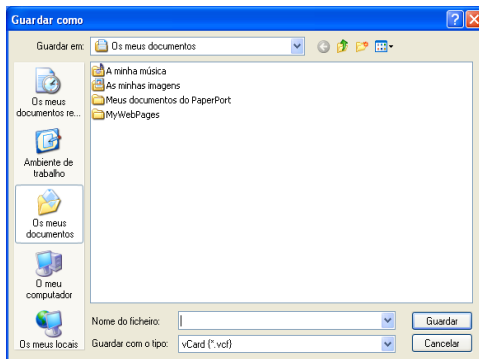 Guardar como
Guardar em:
Os meus documentos
A minha música
As minhas imagens
Meus documentos do PaperPort
MyWebPages
Os meus
documentos re...
Ambiente de
trabalho
Os meus
documentos
O meu
computador
Os meus locais
Nome do ficheiro:
Guardar
Guardar com o tipo:
vCard (*.vcf)
Cancelar